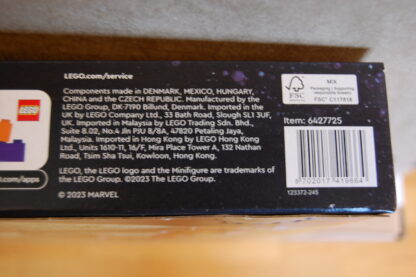 LEGO.com/service
Components made in DENMARK, MEXICO, HUNGARY,
CHINA and the CZECH REPUBLIC. Manufactured by the
LEGO Group, DK-7190 Billund, Denmark. Imported in the
UK by LEGO Company Ltd., 33 Bath Road, Slough SL1 3UF,
UK. Imported in Malaysia by LEGO Trading Sdn. Bhd.,
Suite 8.02, No.4 Jln PJU 8/8A, 47820 Petaling Jaya,
Malaysia. Imported in Hong Kong by LEGO Hong Kong
Ltd., Units 1610-11, 16/F, Mira Place Tower A, 132 Nathan
Road, Tsim Sha Tsui, Kowloon, Hong Kong.
LEGO, the LEGO logo and the Minifigure are trademarks of
the LEGO Group. ©2023 The LEGO Group.
© 2023 MARVEL
LEGO
.com/apps
FSC
MIX
Packaging | Supporting
responsible forestry
FSC® C117818
Item: 6427725
5702017 419664
123372-245